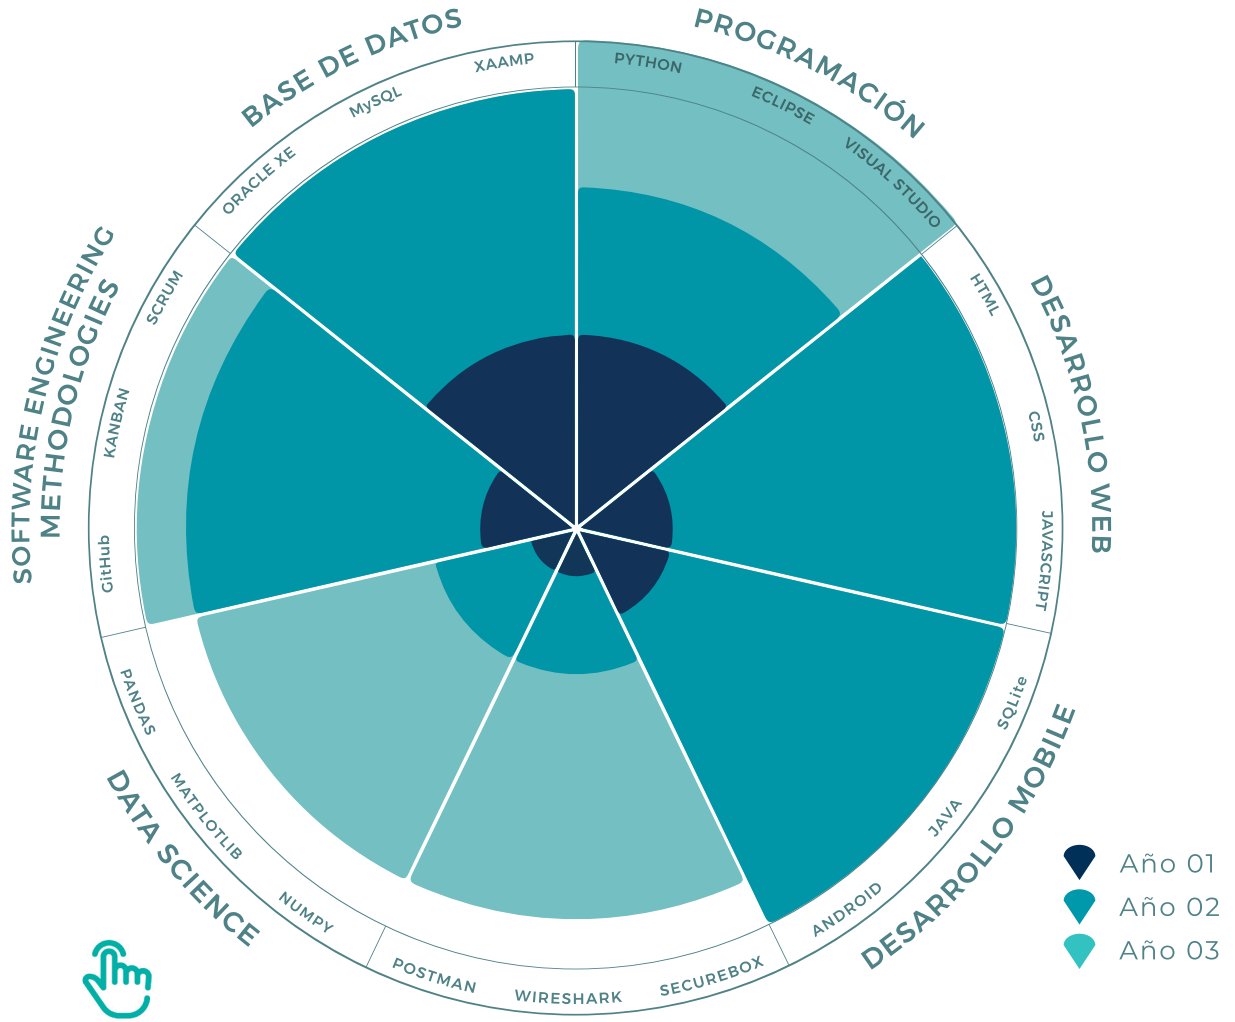 BASE DE DATOS
XAAMP
MySQL
ORACLE XE
PROGRAMACIÓN
PYTHON
ECLIPSE
VISUAL STUDIO
DESARROLLO WEB
HTML
CSS
JAVASCRIPT
DESARROLLO MOBILE
SQLite
JAVA
ANDROID
SECUREBOX
WIRESHARK
POSTMAN
DATA SCIENCE
NUMPY
MATPLOTLIB
PANDAS
SOFTWARE ENGINEERING
METHODOLOGIES
GitHub
KANBAN
SCRUM
Año 01
Año 02
Año 03